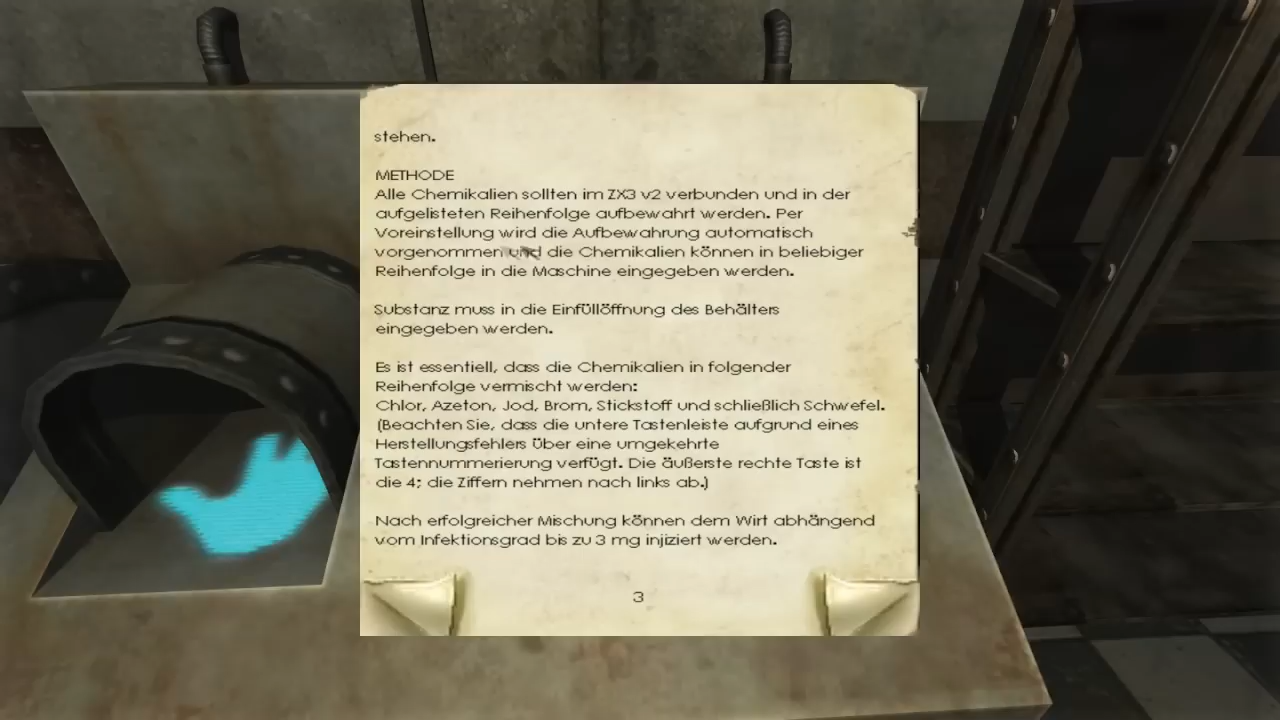 stehen.
METHODE
Alle Chemikalien sollten im ZX3 v2 verbunden und in der
aufgelisteten Reihenfolge aufbewahrt werden. Per
Voreinstellung wird die Aufbewahrung automatisch
vorgenommen und die Chemikalien können in beliebiger
Reihenfolge in die Maschine eingegeben werden.
Substanz muss in die Einfüllöffnung des Behälters
eingegeben werden.
Es ist essentiell, dass die Chemikalien in folgender
Reihenfolge vermischt werden:
Chlor, Azeton, Jod, Brom, Stickstoff und schließlich Schwefel.
(Beachten Sie, dass die untere Tastenleiste aufgrund eines
Herstellungsfehlers über eine umgekehrte
Tastennummerierung verfügt. Die äußerste rechte Taste ist
die 4; die Ziffern nehmen nach links ab.)
Nach erfolgreicher Mischung können dem Wirt abhängend
vom Infektionsgrad bis zu 3 mg injiziert werden.
3